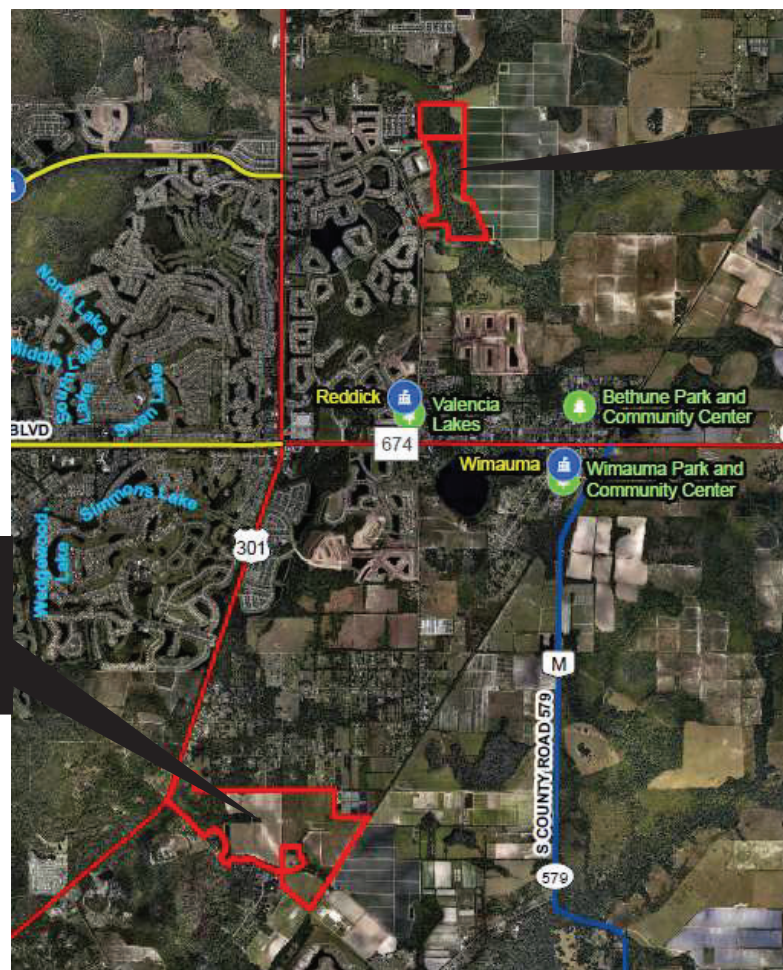 North Lake
Middle
South Lake
Lake
Swan Lake
Reddick
Valencia
Lakes
Bethune Park and
Community Center
BLVD
674
Wimauma
Wimauma Park and
Community Center
Simmons Lake
Wedgewood
Lake
301
M
S COUNTY ROAD 579
579